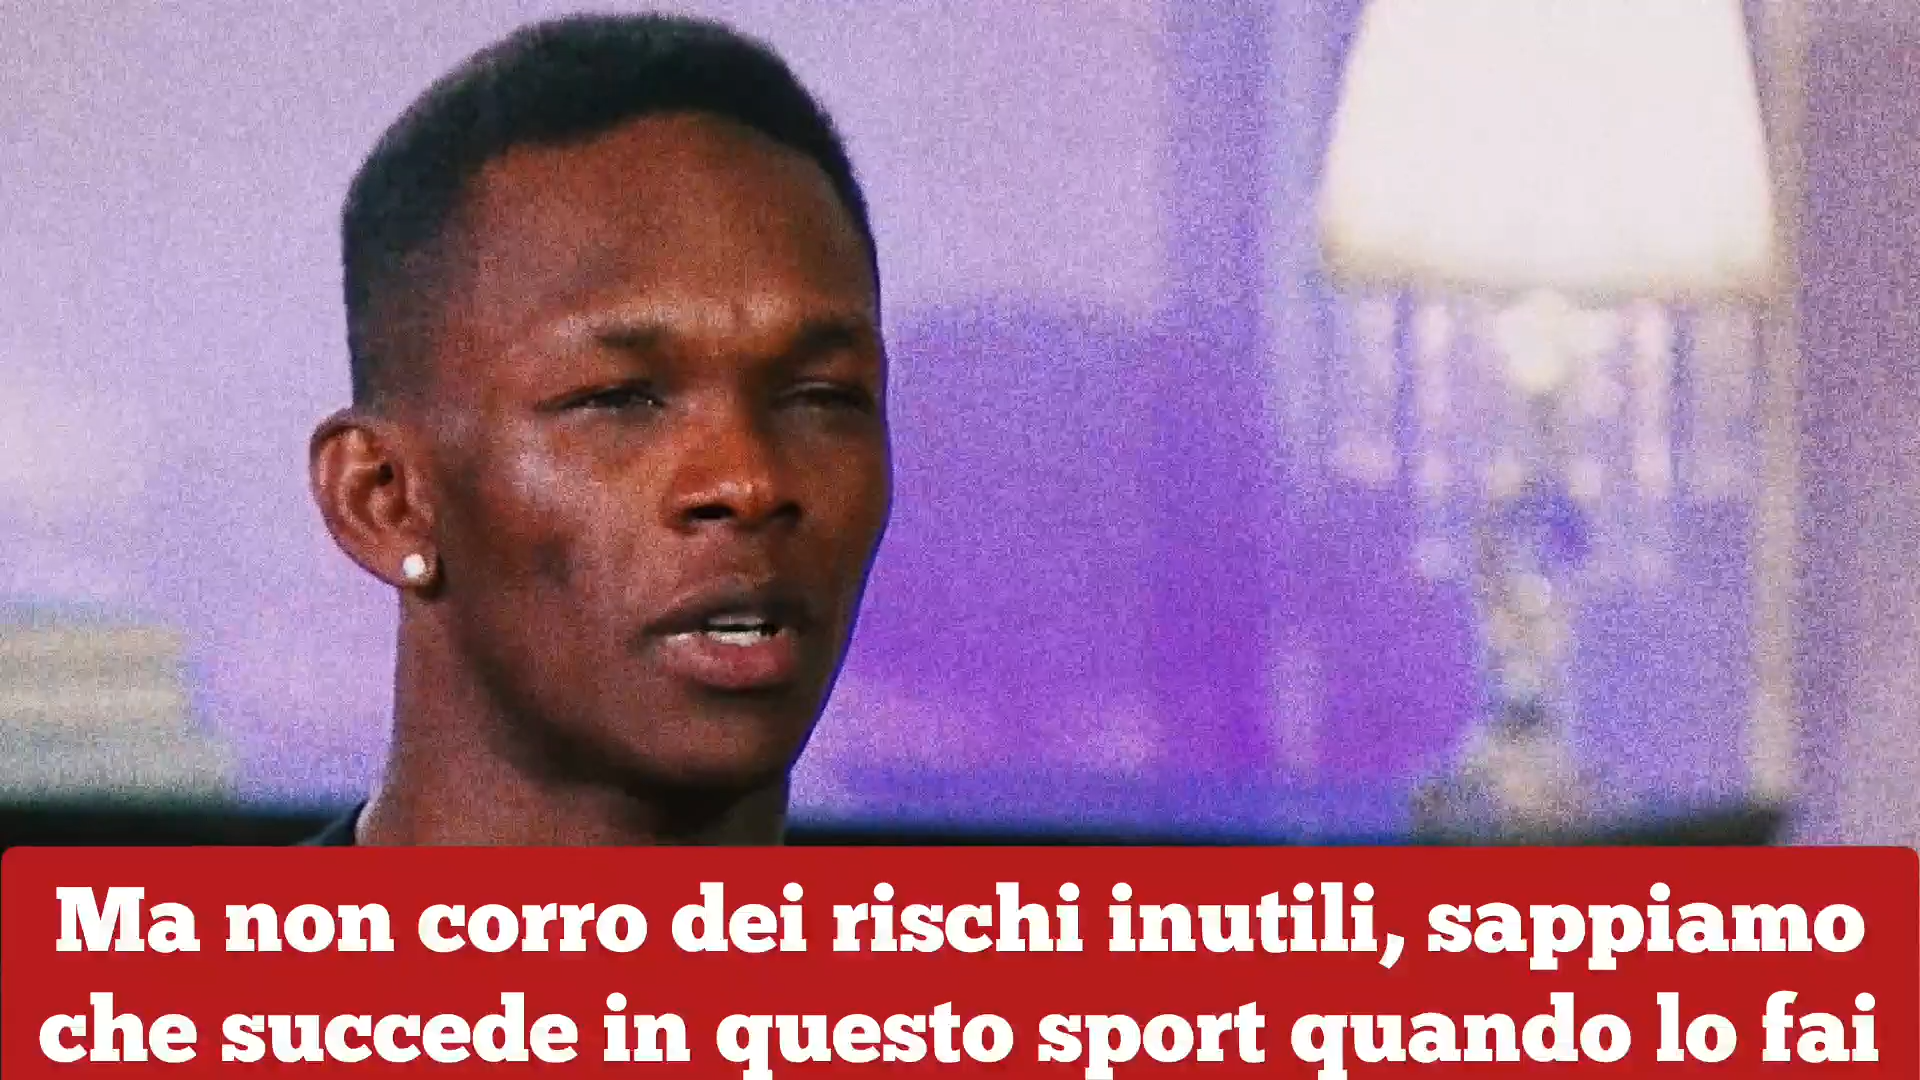 Ma non corro dei rischi inutili, sappiamo
che succede in questo sport quando lo fai